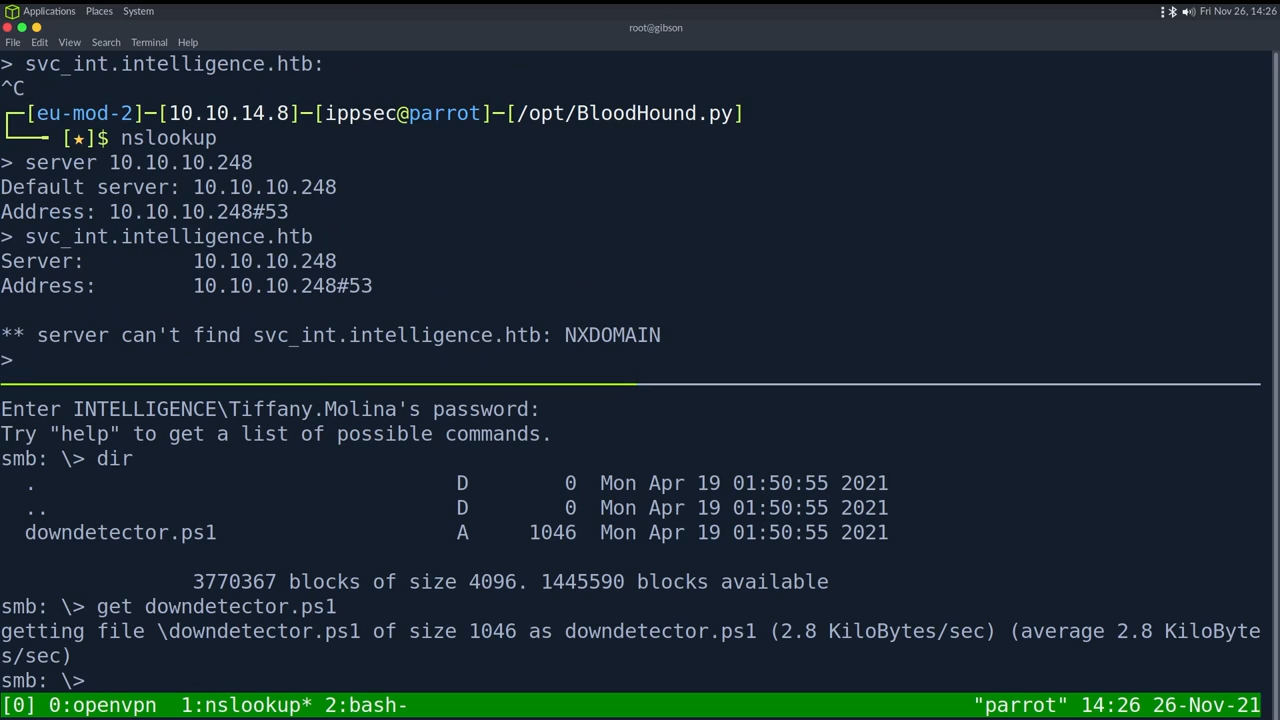 Applications Places System
Fri Nov 26, 14:26
root@gibson
File Edit View Search Terminal Help
> svc_int.intelligence.htb:
^C
┌─[eu-mod-2]─[10.10.14.8]─[ippsec@parrot]─[/opt/BloodHound.py]
└──╼ [★]$ nslookup
> server 10.10.10.248
Default server: 10.10.10.248
Address: 10.10.10.248#53
> svc_int.intelligence.htb
Server:         10.10.10.248
Address:        10.10.10.248#53
** server can't find svc_int.intelligence.htb: NXDOMAIN
>
Enter INTELLIGENCE\Tiffany.Molina's password:
Try "help" to get a list of possible commands.
smb: \> dir
  .                                   D        0  Mon Apr 19 01:50:55 2021
  ..                                  D        0  Mon Apr 19 01:50:55 2021
  downdetector.ps1                    A     1046  Mon Apr 19 01:50:55 2021
                3770367 blocks of size 4096. 1445590 blocks available
smb: \> get downdetector.ps1
getting file \downdetector.ps1 of size 1046 as downdetector.ps1 (2.8 KiloBytes/sec) (average 2.8 KiloByte
s/sec)
smb: \>
[0] 0:openvpn  1:nslookup* 2:bash-
"parrot" 14:26 26-Nov-21